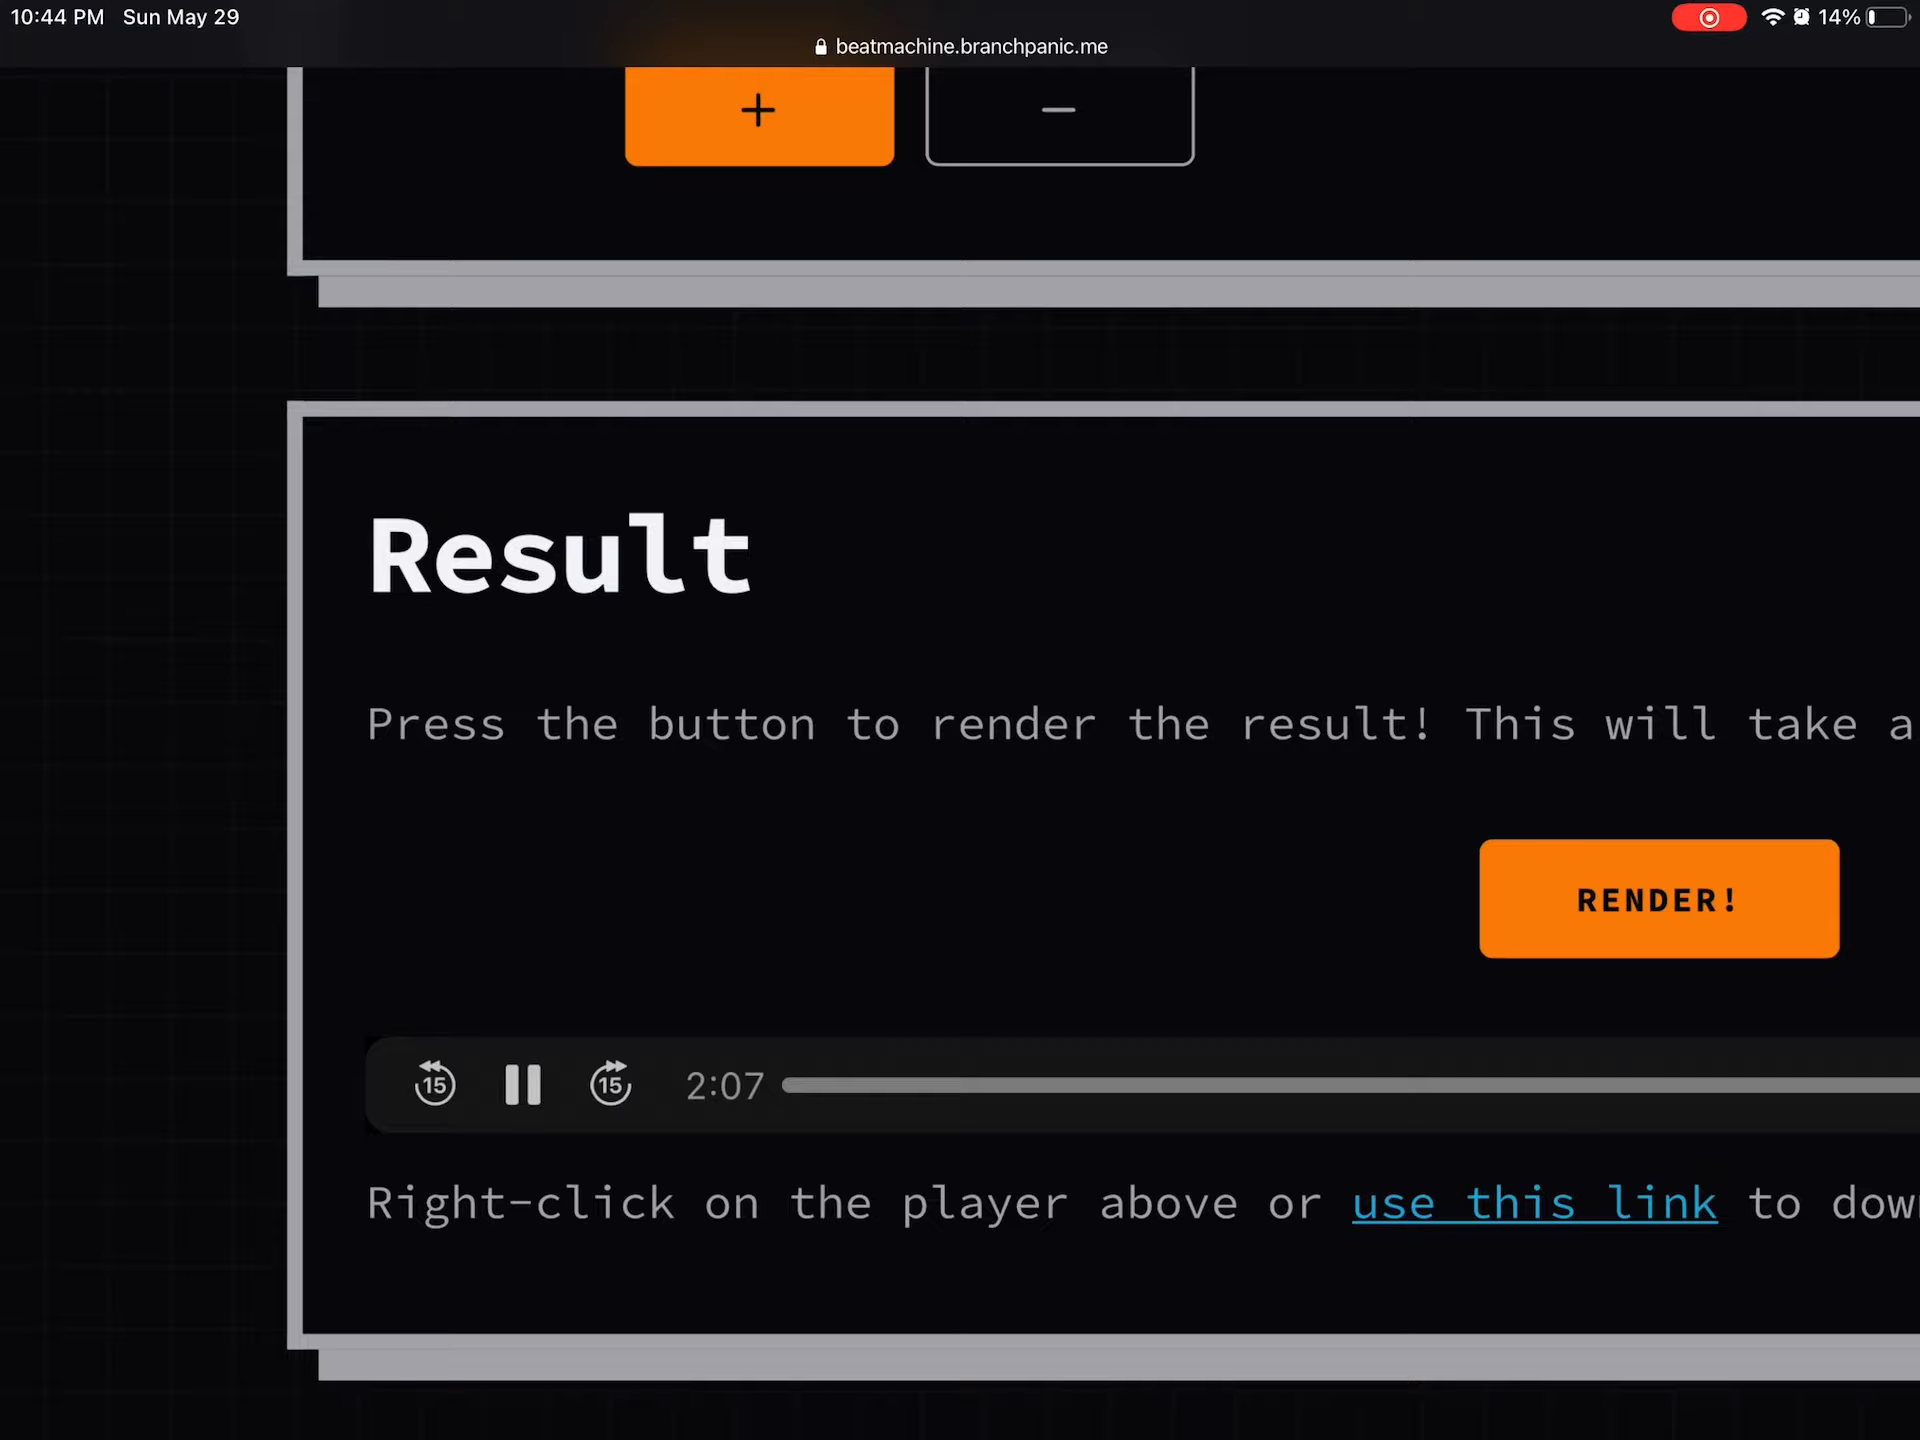 10:44 PM Sun May 29 14%
beatmachine.branchpanic.me
+ −
Result
Press the button to render the result! This will take a
RENDER!
15 15 2:07
Right-click on the player above or use this link to down